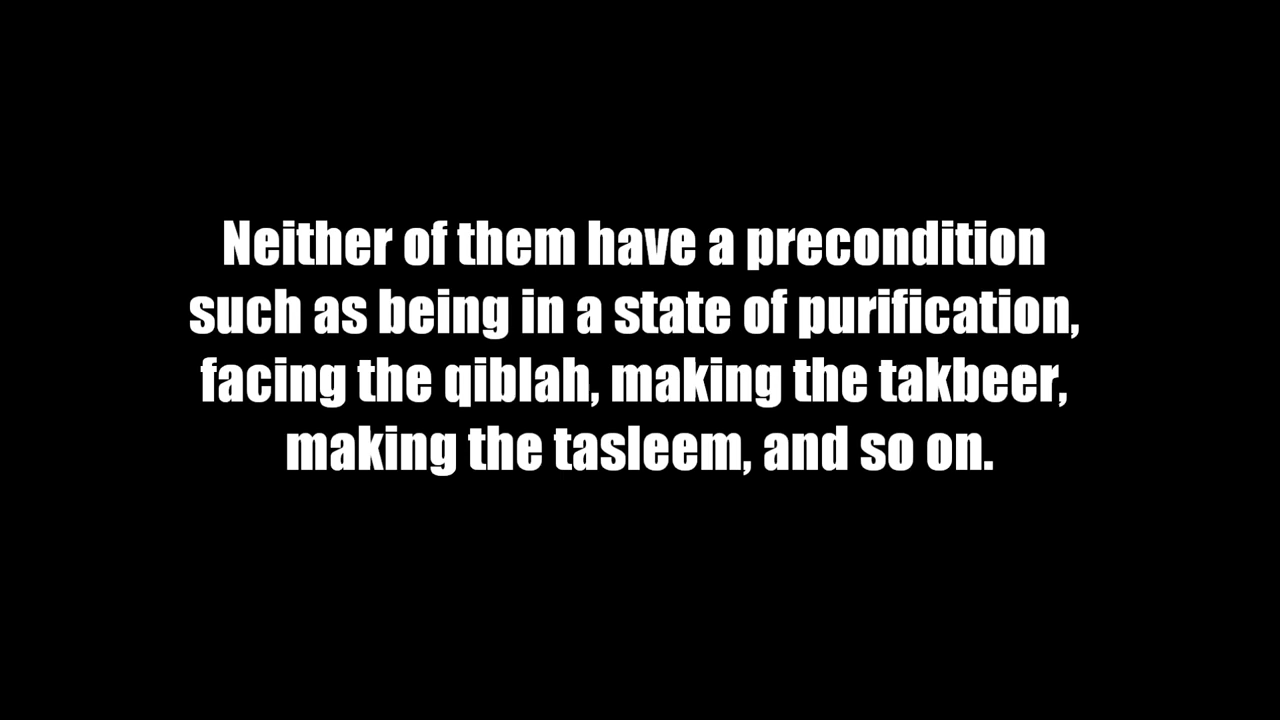 Neither of them have a precondition
such as being in a state of purification,
facing the qiblah, making the takbeer,
making the tasleem, and so on.